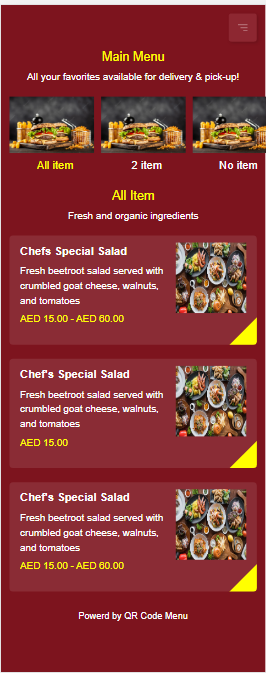 Main Menu
All your favorites available for delivery & pick-up!
All item
2 item
No item
All Item
Fresh and organic ingredients
Chefs Special Salad
Fresh beetroot salad served with
crumbled goat cheese, walnuts,
and tomatoes
AED 15.00 - AED 60.00
Chef's Special Salad
Fresh beetroot salad served with
crumbled goat cheese, walnuts,
and tomatoes
AED 15.00
Chef's Special Salad
Fresh beetroot salad served with
crumbled goat cheese, walnuts,
and tomatoes
AED 15.00 - AED 60.00
Powerd by QR Code Menu